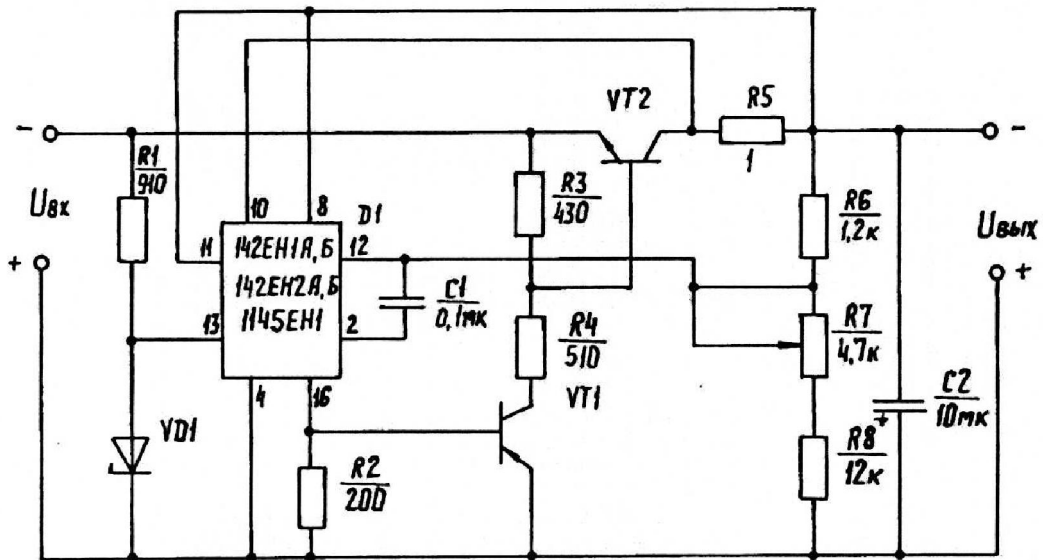 VT2
R5
1
-
-
R1
910
10
8
D1
R3
430
R6
1,2к
Uвх
Uвых
+
+
11
142ЕН1А,Б
12
142ЕН2А,Б
1145ЕН1
C1
0,1мк
13
2
R4
510
R7
4,7к
4
16
VT1
C2
10мк
+
VD1
R2
200
R8
12к